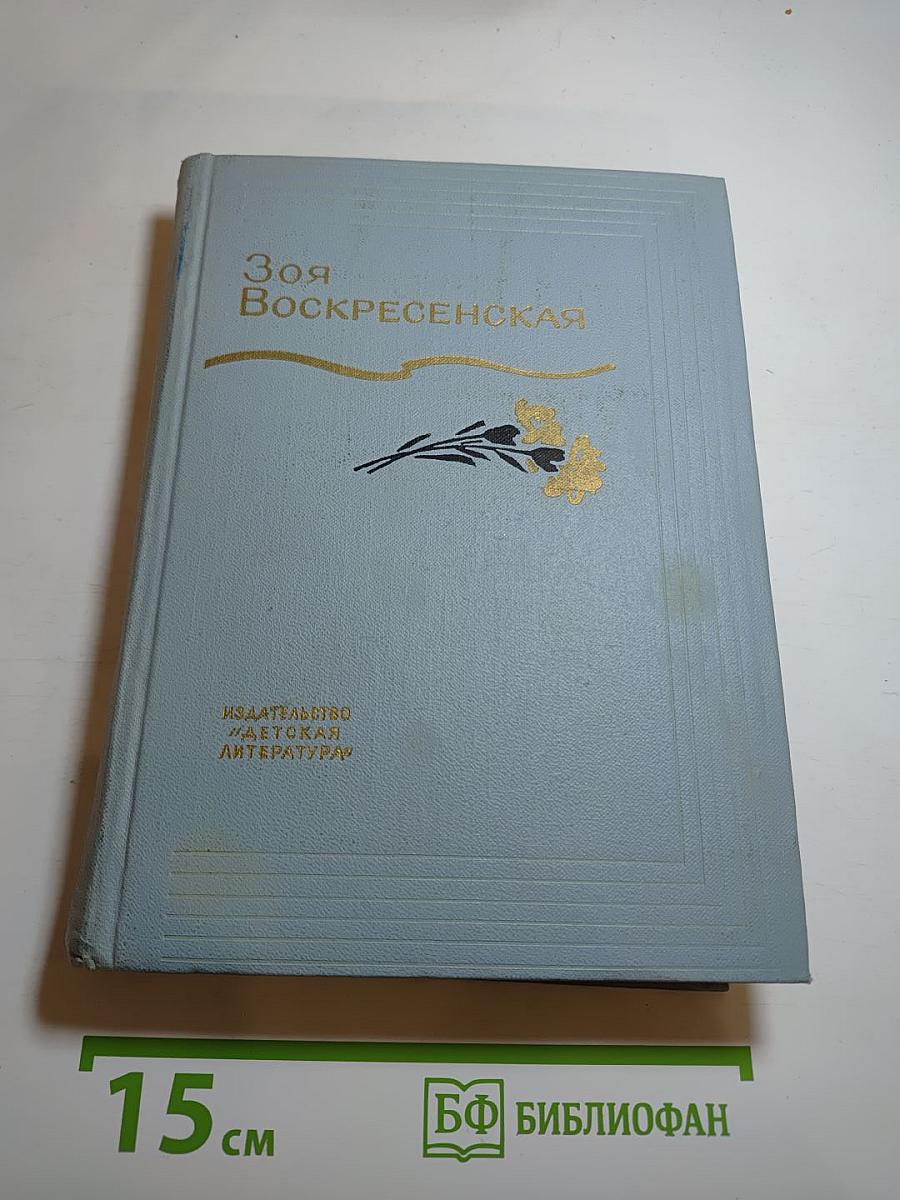 Зоя
Воскресенская
ИЗДАТЕЛЬСТВО
„ДЕТСКАЯ
ЛИТЕРАТУРА"
15 см
БФ БИБЛИОФАН